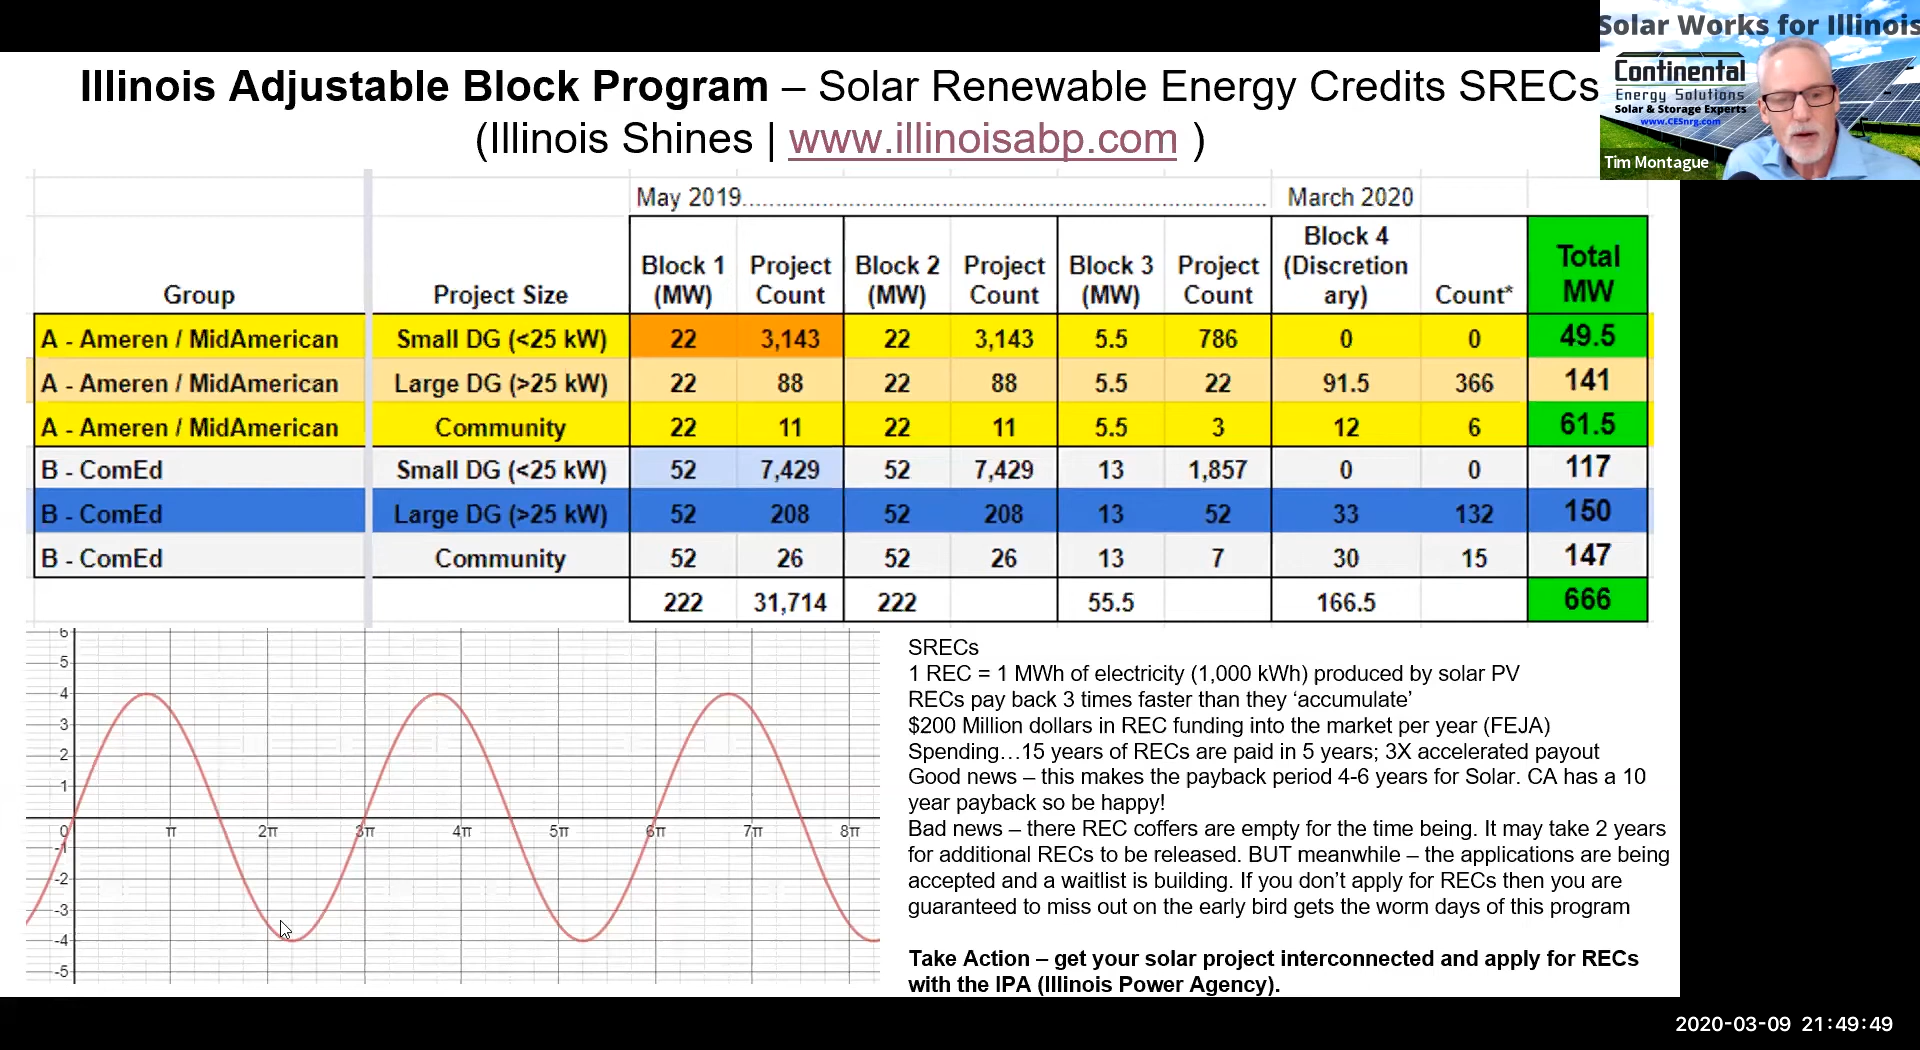 Solar Works for Illinois
Continental
Energy Solutions
Solar & Storage Experts
www.CESnrg.com
Tim Montague
Illinois Adjustable Block Program – Solar Renewable Energy Credits SRECs
(Illinois Shines | www.illinoisabp.com )
May 2019 March 2020
Group Project Size Block 1 (MW) Project Count Block 2 (MW) Project Count Block 3 (MW) Project Count Block 4 (Discretionary) Count* Total MW
A - Ameren / MidAmerican Small DG (<25 kW) 22 3,143 22 3,143 5.5 786 0 0 49.5
A - Ameren / MidAmerican Large DG (>25 kW) 22 88 22 88 5.5 22 91.5 366 141
A - Ameren / MidAmerican Community 22 11 22 11 5.5 3 12 6 61.5
B - ComEd Small DG (<25 kW) 52 7,429 52 7,429 13 1,857 0 0 117
B - ComEd Large DG (>25 kW) 52 208 52 208 13 52 33 132 150
B - ComEd Community 52 26 52 26 13 7 30 15 147
222 31,714 222 55.5 166.5 666
6
5
4
3
2
1
0 π 2π 3π 4π 5π 6π 7π 8π
-1
-2
-3
-4
-5
SRECs
1 REC = 1 MWh of electricity (1,000 kWh) produced by solar PV
RECs pay back 3 times faster than they ‘accumulate’
$200 Million dollars in REC funding into the market per year (FEJA)
Spending…15 years of RECs are paid in 5 years; 3X accelerated payout
Good news – this makes the payback period 4-6 years for Solar. CA has a 10
year payback so be happy!
Bad news – there REC coffers are empty for the time being. It may take 2 years
for additional RECs to be released. BUT meanwhile – the applications are being
accepted and a waitlist is building. If you don’t apply for RECs then you are
guaranteed to miss out on the early bird gets the worm days of this program
Take Action – get your solar project interconnected and apply for RECs
with the IPA (Illinois Power Agency).
2020-03-09 21:49:49